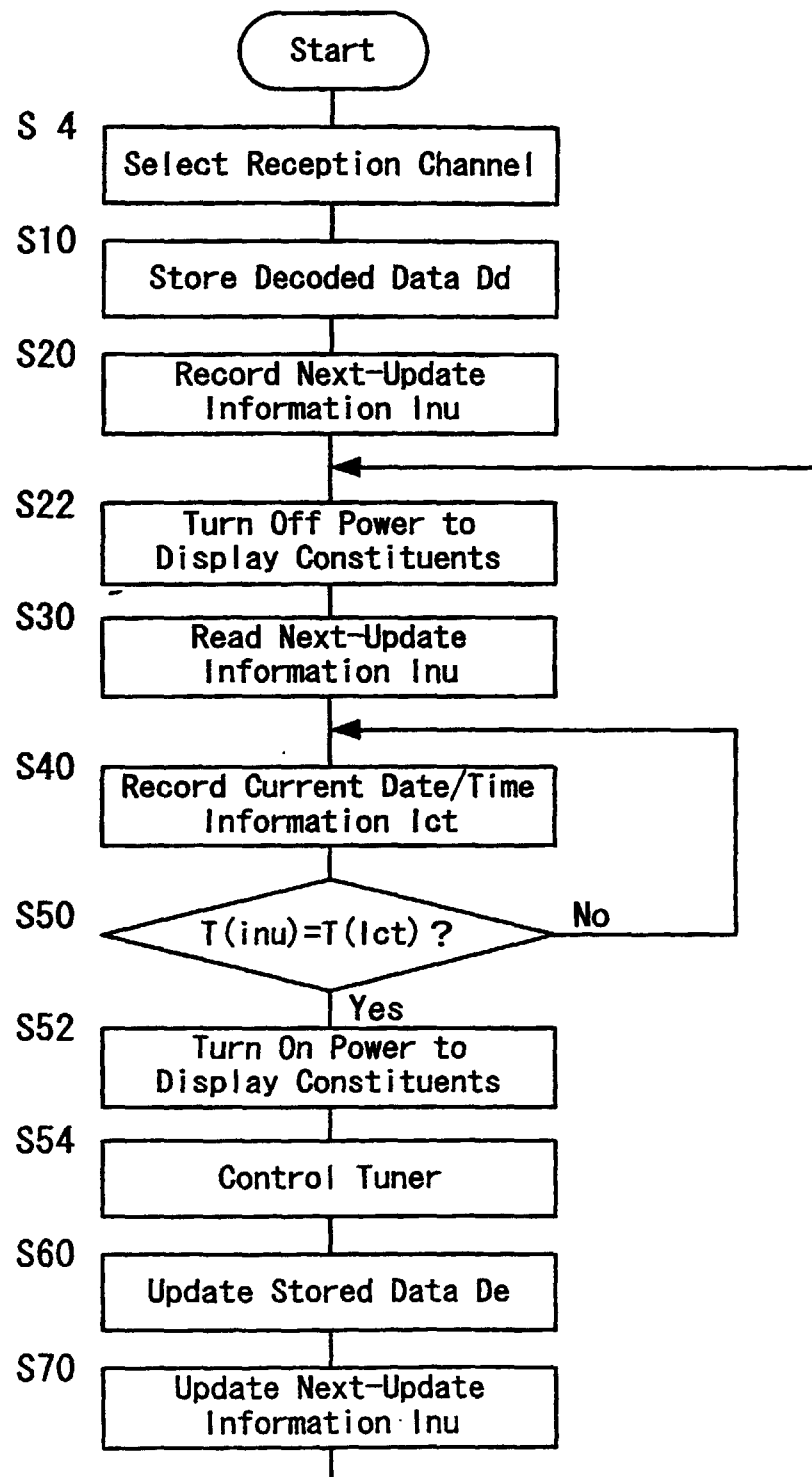 Start
S 4
Select Reception Channel
S10
Store Decoded Data Dd
S20
Record Next-Update
Information Inu
S22
Turn Off Power to
Display Constituents
S30
Read Next-Update
Information Inu
S40
Record Current Date/Time
Information Ict
S50
T(inu)=T(Ict)?
No
Yes
S52
Turn On Power to
Display Constituents
S54
Control Tuner
S60
Update Stored Data De
S70
Update Next-Update
Information Inu